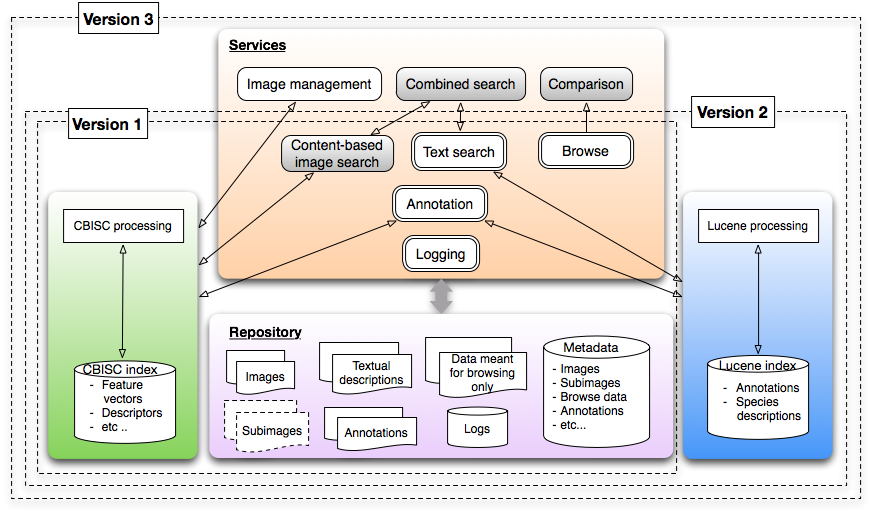 Version 3
Services
Image management
Combined search
Comparison
Version 2
Version 1
Content-based
image search
Text search
Browse
Annotation
Logging
CBISC processing
CBISC index
- Feature
vectors
- Descriptors
- etc ..
Lucene processing
Lucene index
- Annotations
- Species
descriptions
Repository
Images
Textual
descriptions
Data meant
for browsing
only
Metadata
- Images
- Subimages
- Browse data
- Annotations
- etc...
Subimages
Annotations
Logs